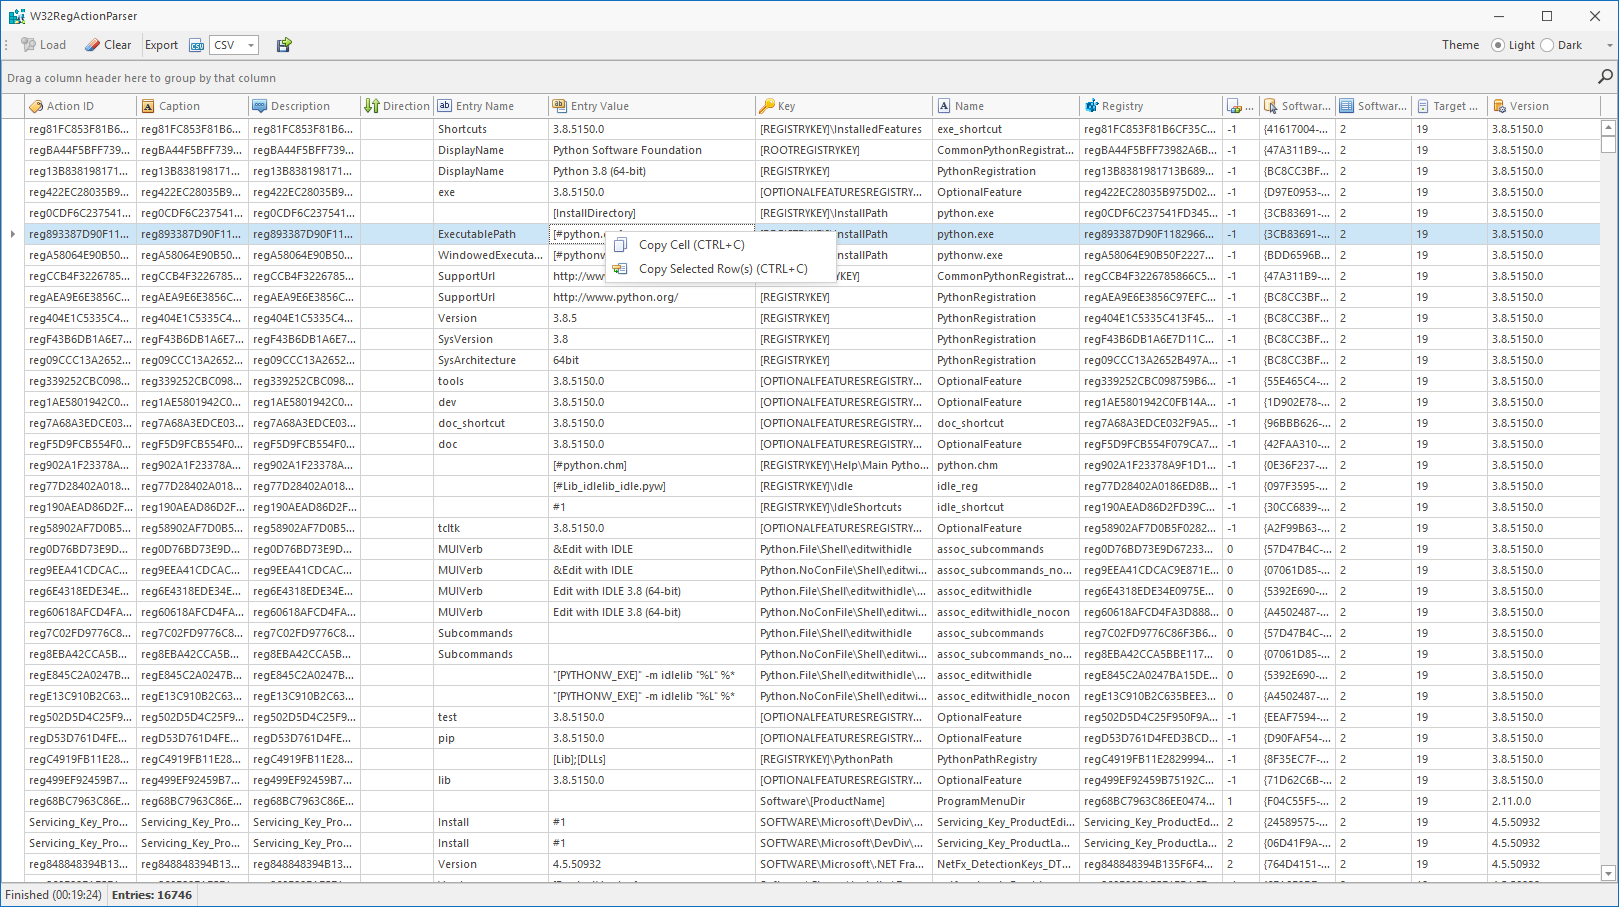 W32RegActionParser
Load Clear Export CSV Theme Light Dark
Drag a column header here to group by that column
Action ID Caption Description Direction Entry Name Entry Value Key Name Registry ... Softwar... Softwar... Target ... Version
reg81FC853F81B6... reg81FC853F81B6... reg81FC853F81B6... Shortcuts 3.8.5150.0 [REGISTRYKEY]\InstalledFeatures exe_shortcut reg81FC853F81B6CF35C... -1 {41617004-... 2 19 3.8.5150.0
regBA44F5BFF739... regBA44F5BFF739... regBA44F5BFF739... DisplayName Python Software Foundation [ROOTREGISTRYKEY] CommonPythonRegistrat... regBA44F5BFF73982A6B... -1 {47A311B9-... 2 19 3.8.5150.0
reg13B838198171... reg13B838198171... reg13B838198171... DisplayName Python 3.8 (64-bit) [REGISTRYKEY] PythonRegistration reg13B8381981713B689... -1 {BC8CC3BF... 2 19 3.8.5150.0
reg422EC28035B9... reg422EC28035B9... reg422EC28035B9... exe 3.8.5150.0 [OPTIONALFEATURESREGISTRY... OptionalFeature reg422EC28035B975D02... -1 {D97E0953-... 2 19 3.8.5150.0
reg0CDF6C237541... reg0CDF6C237541... reg0CDF6C237541... [InstallDirectory] [REGISTRYKEY]\InstallPath python.exe reg0CDF6C237541FD345... -1 {3CB83691-... 2 19 3.8.5150.0
reg893387D90F11... reg893387D90F11... reg893387D90F11... ExecutablePath [#python. nstallPath python.exe reg893387D90F1182966... -1 {3CB83691-... 2 19 3.8.5150.0
Copy Cell (CTRL+C)
regA58064E90B50... regA58064E90B50... regA58064E90B50... WindowedExecuta... [#pythonw nstallPath pythonw.exe regA58064E90B50F2227... -1 {BDD6596B... 2 19 3.8.5150.0
Copy Selected Row(s) (CTRL+C)
regCCB4F3226785... regCCB4F3226785... regCCB4F3226785... SupportUrl http://ww KEY] CommonPythonRegistrat... regCCB4F3226785866C5... -1 {47A311B9-... 2 19 3.8.5150.0
regAEA9E6E3856C... regAEA9E6E3856C... regAEA9E6E3856C... SupportUrl http://www.python.org/ [REGISTRYKEY] PythonRegistration regAEA9E6E3856C97EFC... -1 {BC8CC3BF... 2 19 3.8.5150.0
reg404E1C5335C4... reg404E1C5335C4... reg404E1C5335C4... Version 3.8.5 [REGISTRYKEY] PythonRegistration reg404E1C5335C413F45... -1 {BC8CC3BF... 2 19 3.8.5150.0
regF43B6DB1A6E7... regF43B6DB1A6E7... regF43B6DB1A6E7... SysVersion 3.8 [REGISTRYKEY] PythonRegistration regF43B6DB1A6E7D11C... -1 {BC8CC3BF... 2 19 3.8.5150.0
reg09CCC13A2652... reg09CCC13A2652... reg09CCC13A2652... SysArchitecture 64bit [REGISTRYKEY] PythonRegistration reg09CCC13A2652B497A... -1 {BC8CC3BF... 2 19 3.8.5150.0
reg339252CBC098... reg339252CBC098... reg339252CBC098... tools 3.8.5150.0 [OPTIONALFEATURESREGISTRY... OptionalFeature reg339252CBC098759B6... -1 {55E465C4-... 2 19 3.8.5150.0
reg1AE5801942C0... reg1AE5801942C0... reg1AE5801942C0... dev 3.8.5150.0 [OPTIONALFEATURESREGISTRY... OptionalFeature reg1AE5801942C0FB14A... -1 {1D902E78-... 2 19 3.8.5150.0
reg7A68A3EDCE03... reg7A68A3EDCE03... reg7A68A3EDCE03... doc_shortcut 3.8.5150.0 [OPTIONALFEATURESREGISTRY... doc_shortcut reg7A68A3EDCE032F9A5... -1 {96BBB626-... 2 19 3.8.5150.0
regF5D9FCB554F0... regF5D9FCB554F0... regF5D9FCB554F0... doc 3.8.5150.0 [OPTIONALFEATURESREGISTRY... OptionalFeature regF5D9FCB554F079CA7... -1 {42FAA310-... 2 19 3.8.5150.0
reg902A1F23378A... reg902A1F23378A... reg902A1F23378A... [#python.chm] [REGISTRYKEY]\Help\Main Pytho... python.chm reg902A1F23378A9F1D1... -1 {0E36F237-... 2 19 3.8.5150.0
reg77D28402A018... reg77D28402A018... reg77D28402A018... [#Lib_idlelib_idle.pyw] [REGISTRYKEY]\Idle idle_reg reg77D28402A0186ED8B... -1 {097F3595-... 2 19 3.8.5150.0
reg190AEAD86D2F... reg190AEAD86D2F... reg190AEAD86D2F... #1 [REGISTRYKEY]\IdleShortcuts idle_shortcut reg190AEAD86D2FD39C... -1 {30CC6839-... 2 19 3.8.5150.0
reg58902AF7D0B5... reg58902AF7D0B5... reg58902AF7D0B5... tcltk 3.8.5150.0 [OPTIONALFEATURESREGISTRY... OptionalFeature reg58902AF7D0B5F0282... -1 {A2F99B63-... 2 19 3.8.5150.0
reg0D76BD73E9D... reg0D76BD73E9D... reg0D76BD73E9D... MUIVerb &Edit with IDLE Python.File\Shell\editwithidle assoc_subcommands reg0D76BD73E9D67233... 0 {57D47B4C-... 2 19 3.8.5150.0
reg9EEA41CDCAC... reg9EEA41CDCAC... reg9EEA41CDCAC... MUIVerb &Edit with IDLE Python.NoConFile\Shell\editwi... assoc_subcommands_no... reg9EEA41CDCAC9E871E... 0 {07061D85-... 2 19 3.8.5150.0
reg6E4318EDE34E... reg6E4318EDE34E... reg6E4318EDE34E... MUIVerb Edit with IDLE 3.8 (64-bit) Python.File\Shell\editwithidle\... assoc_editwithidle reg6E4318EDE34E0975E... 0 {5392E690-... 2 19 3.8.5150.0
reg60618AFCD4FA... reg60618AFCD4FA... reg60618AFCD4FA... MUIVerb Edit with IDLE 3.8 (64-bit) Python.NoConFile\Shell\editwi... assoc_editwithidle_nocon reg60618AFCD4FA3D888... 0 {A4502487-... 2 19 3.8.5150.0
reg7C02FD9776C8... reg7C02FD9776C8... reg7C02FD9776C8... Subcommands Python.File\Shell\editwithidle assoc_subcommands reg7C02FD9776C86F3B6... 0 {57D47B4C-... 2 19 3.8.5150.0
reg8EBA42CCA5B... reg8EBA42CCA5B... reg8EBA42CCA5B... Subcommands Python.NoConFile\Shell\editwi... assoc_subcommands_no... reg8EBA42CCA5BBE117... 0 {07061D85-... 2 19 3.8.5150.0
regE845C2A0247B... regE845C2A0247B... regE845C2A0247B... "[PYTHONW_EXE]" -m idlelib "%L" %* Python.File\Shell\editwithidle\... assoc_editwithidle regE845C2A0247BA15DE... 0 {5392E690-... 2 19 3.8.5150.0
regE13C910B2C63... regE13C910B2C63... regE13C910B2C63... "[PYTHONW_EXE]" -m idlelib "%L" %* Python.NoConFile\Shell\editwi... assoc_editwithidle_nocon regE13C910B2C635BEE3... 0 {A4502487-... 2 19 3.8.5150.0
reg502D5D4C25F9... reg502D5D4C25F9... reg502D5D4C25F9... test 3.8.5150.0 [OPTIONALFEATURESREGISTRY... OptionalFeature reg502D5D4C25F950F9A... -1 {EEAF7594-... 2 19 3.8.5150.0
regD53D761D4FE... regD53D761D4FE... regD53D761D4FE... pip 3.8.5150.0 [OPTIONALFEATURESREGISTRY... OptionalFeature regD53D761D4FED3BCD... -1 {D90FAF54-... 2 19 3.8.5150.0
regC4919FB11E28... regC4919FB11E28... regC4919FB11E28... [Lib];[DLLs] [REGISTRYKEY]\PythonPath PythonPathRegistry regC4919FB11E2829994... -1 {8F35EC7F-... 2 19 3.8.5150.0
reg499EF92459B7... reg499EF92459B7... reg499EF92459B7... lib 3.8.5150.0 [OPTIONALFEATURESREGISTRY... OptionalFeature reg499EF92459B75192C... -1 {71D62C6B-... 2 19 3.8.5150.0
reg68BC7963C86E... reg68BC7963C86E... reg68BC7963C86E... Software\[ProductName] ProgramMenuDir reg68BC7963C86EE0474... 1 {F04C55F5-... 2 19 2.11.0.0
Servicing_Key_Pro... Servicing_Key_Pro... Servicing_Key_Pro... Install #1 SOFTWARE\Microsoft\DevDiv\... Servicing_Key_ProductEdi... Servicing_Key_ProductEd... 2 {24589575-... 2 19 4.5.50932
Servicing_Key_Pro... Servicing_Key_Pro... Servicing_Key_Pro... Install #1 SOFTWARE\Microsoft\DevDiv\... Servicing_Key_ProductLa... Servicing_Key_ProductLa... 2 {06D41F9A-... 2 19 4.5.50932
reg848848394B13... reg848848394B13... reg848848394B13... Version 4.5.50932 SOFTWARE\Microsoft\.NET Fra... NetFx_DetectionKeys_DT... reg848848394B135F6F4... 2 {764D4151-... 2 19 4.5.50932
Finished (00:19:24) Entries: 16746